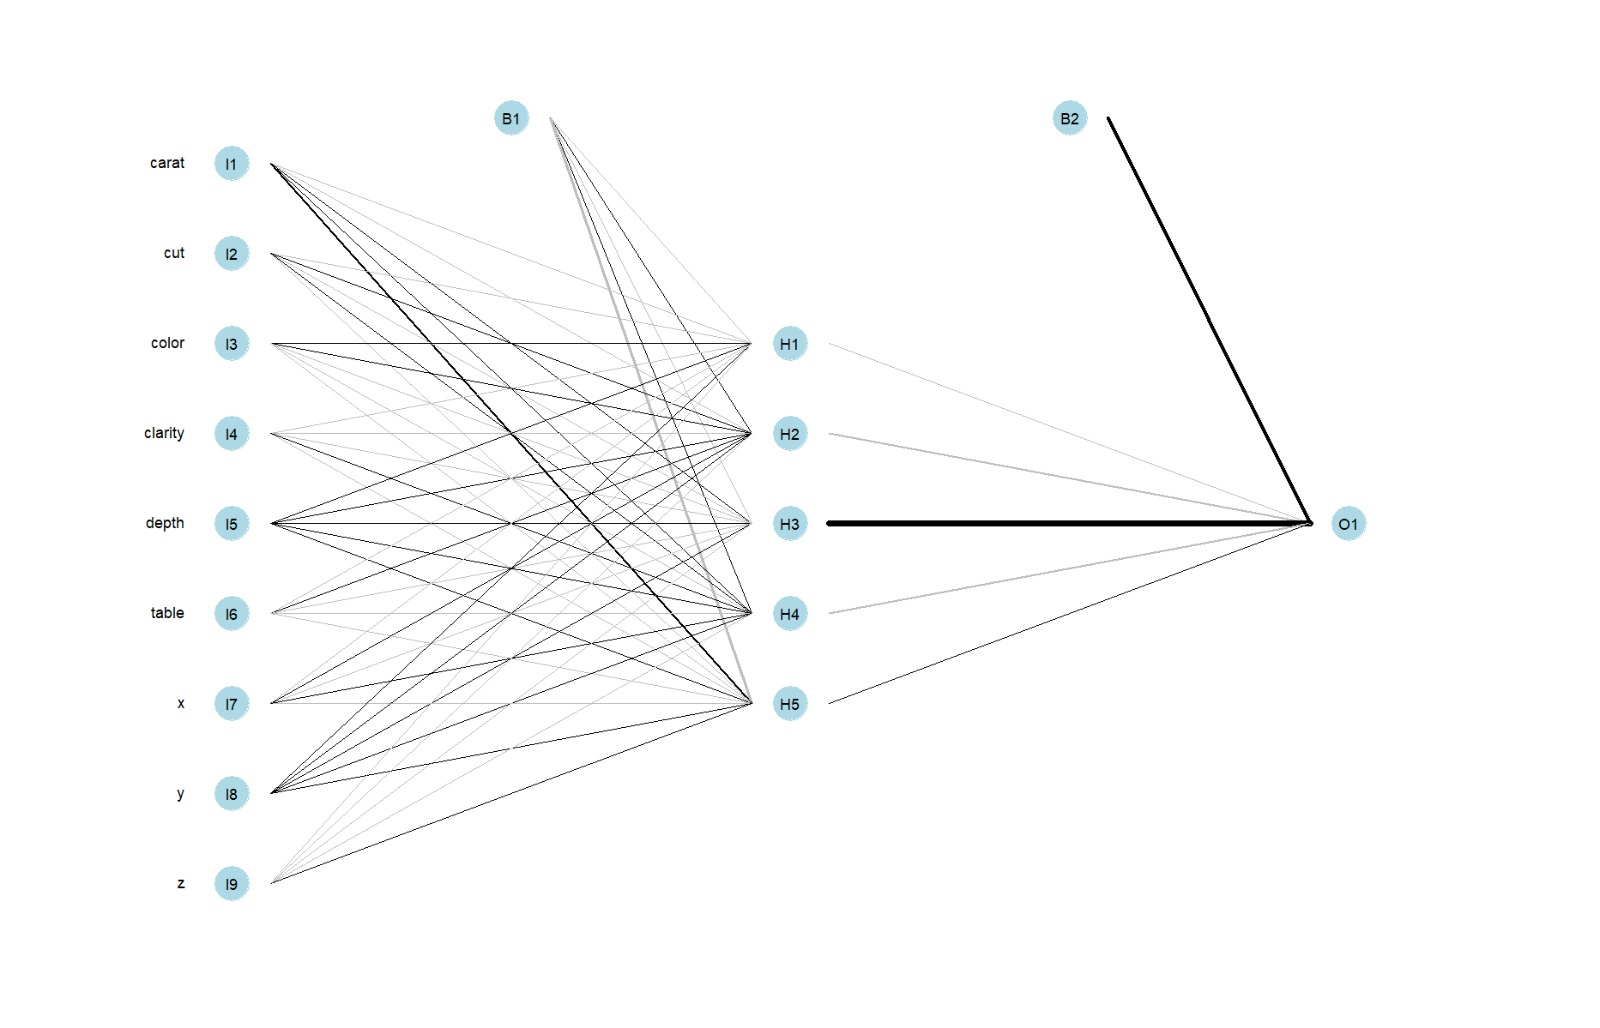 B1
B2
carat I1
cut I2
color I3 H1
clarity I4 H2
depth I5 H3 O1
table I6 H4
x I7 H5
y I8
z I9